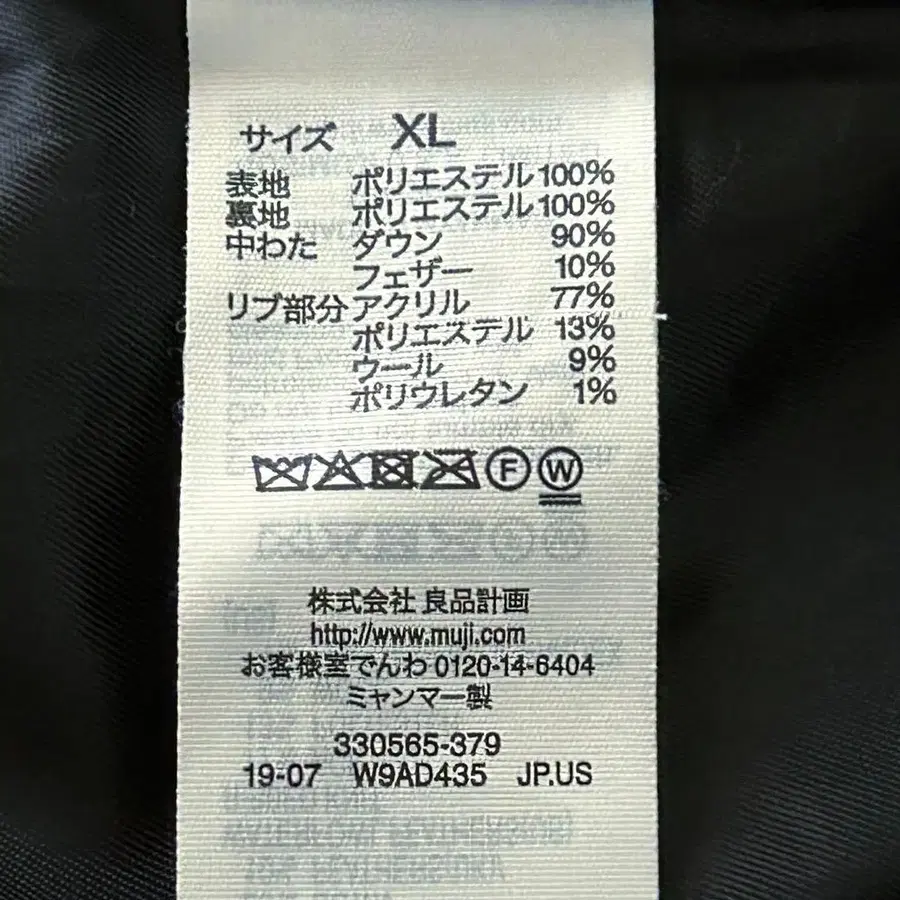 サイズ XL
表地 ポリエステル 100%
裏地 ポリエステル 100%
中わた ダウン 90%
フェザー 10%
リブ部分 アクリル 77%
ポリエステル 13%
ウール 9%
ポリウレタン 1%
F W
株式会社 良品計画
http://www.muji.com
お客様室でんわ 0120-14-6404
ミャンマー製
330565-379
19-07 W9AD435 JP.US